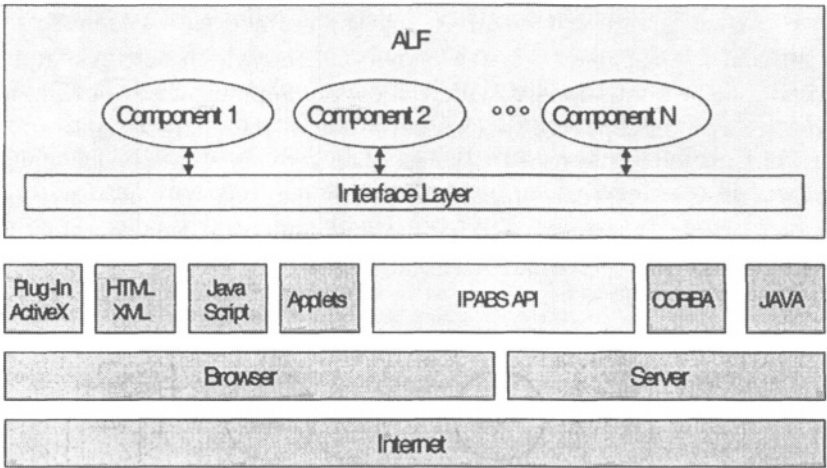 ALF
Component 1
Component 2
Component N
Interface Layer
Plug-In
ActiveX
HTML
XML
Java
Script
Applets
IPABS API
CORBA
JAVA
Browser
Server
Internet